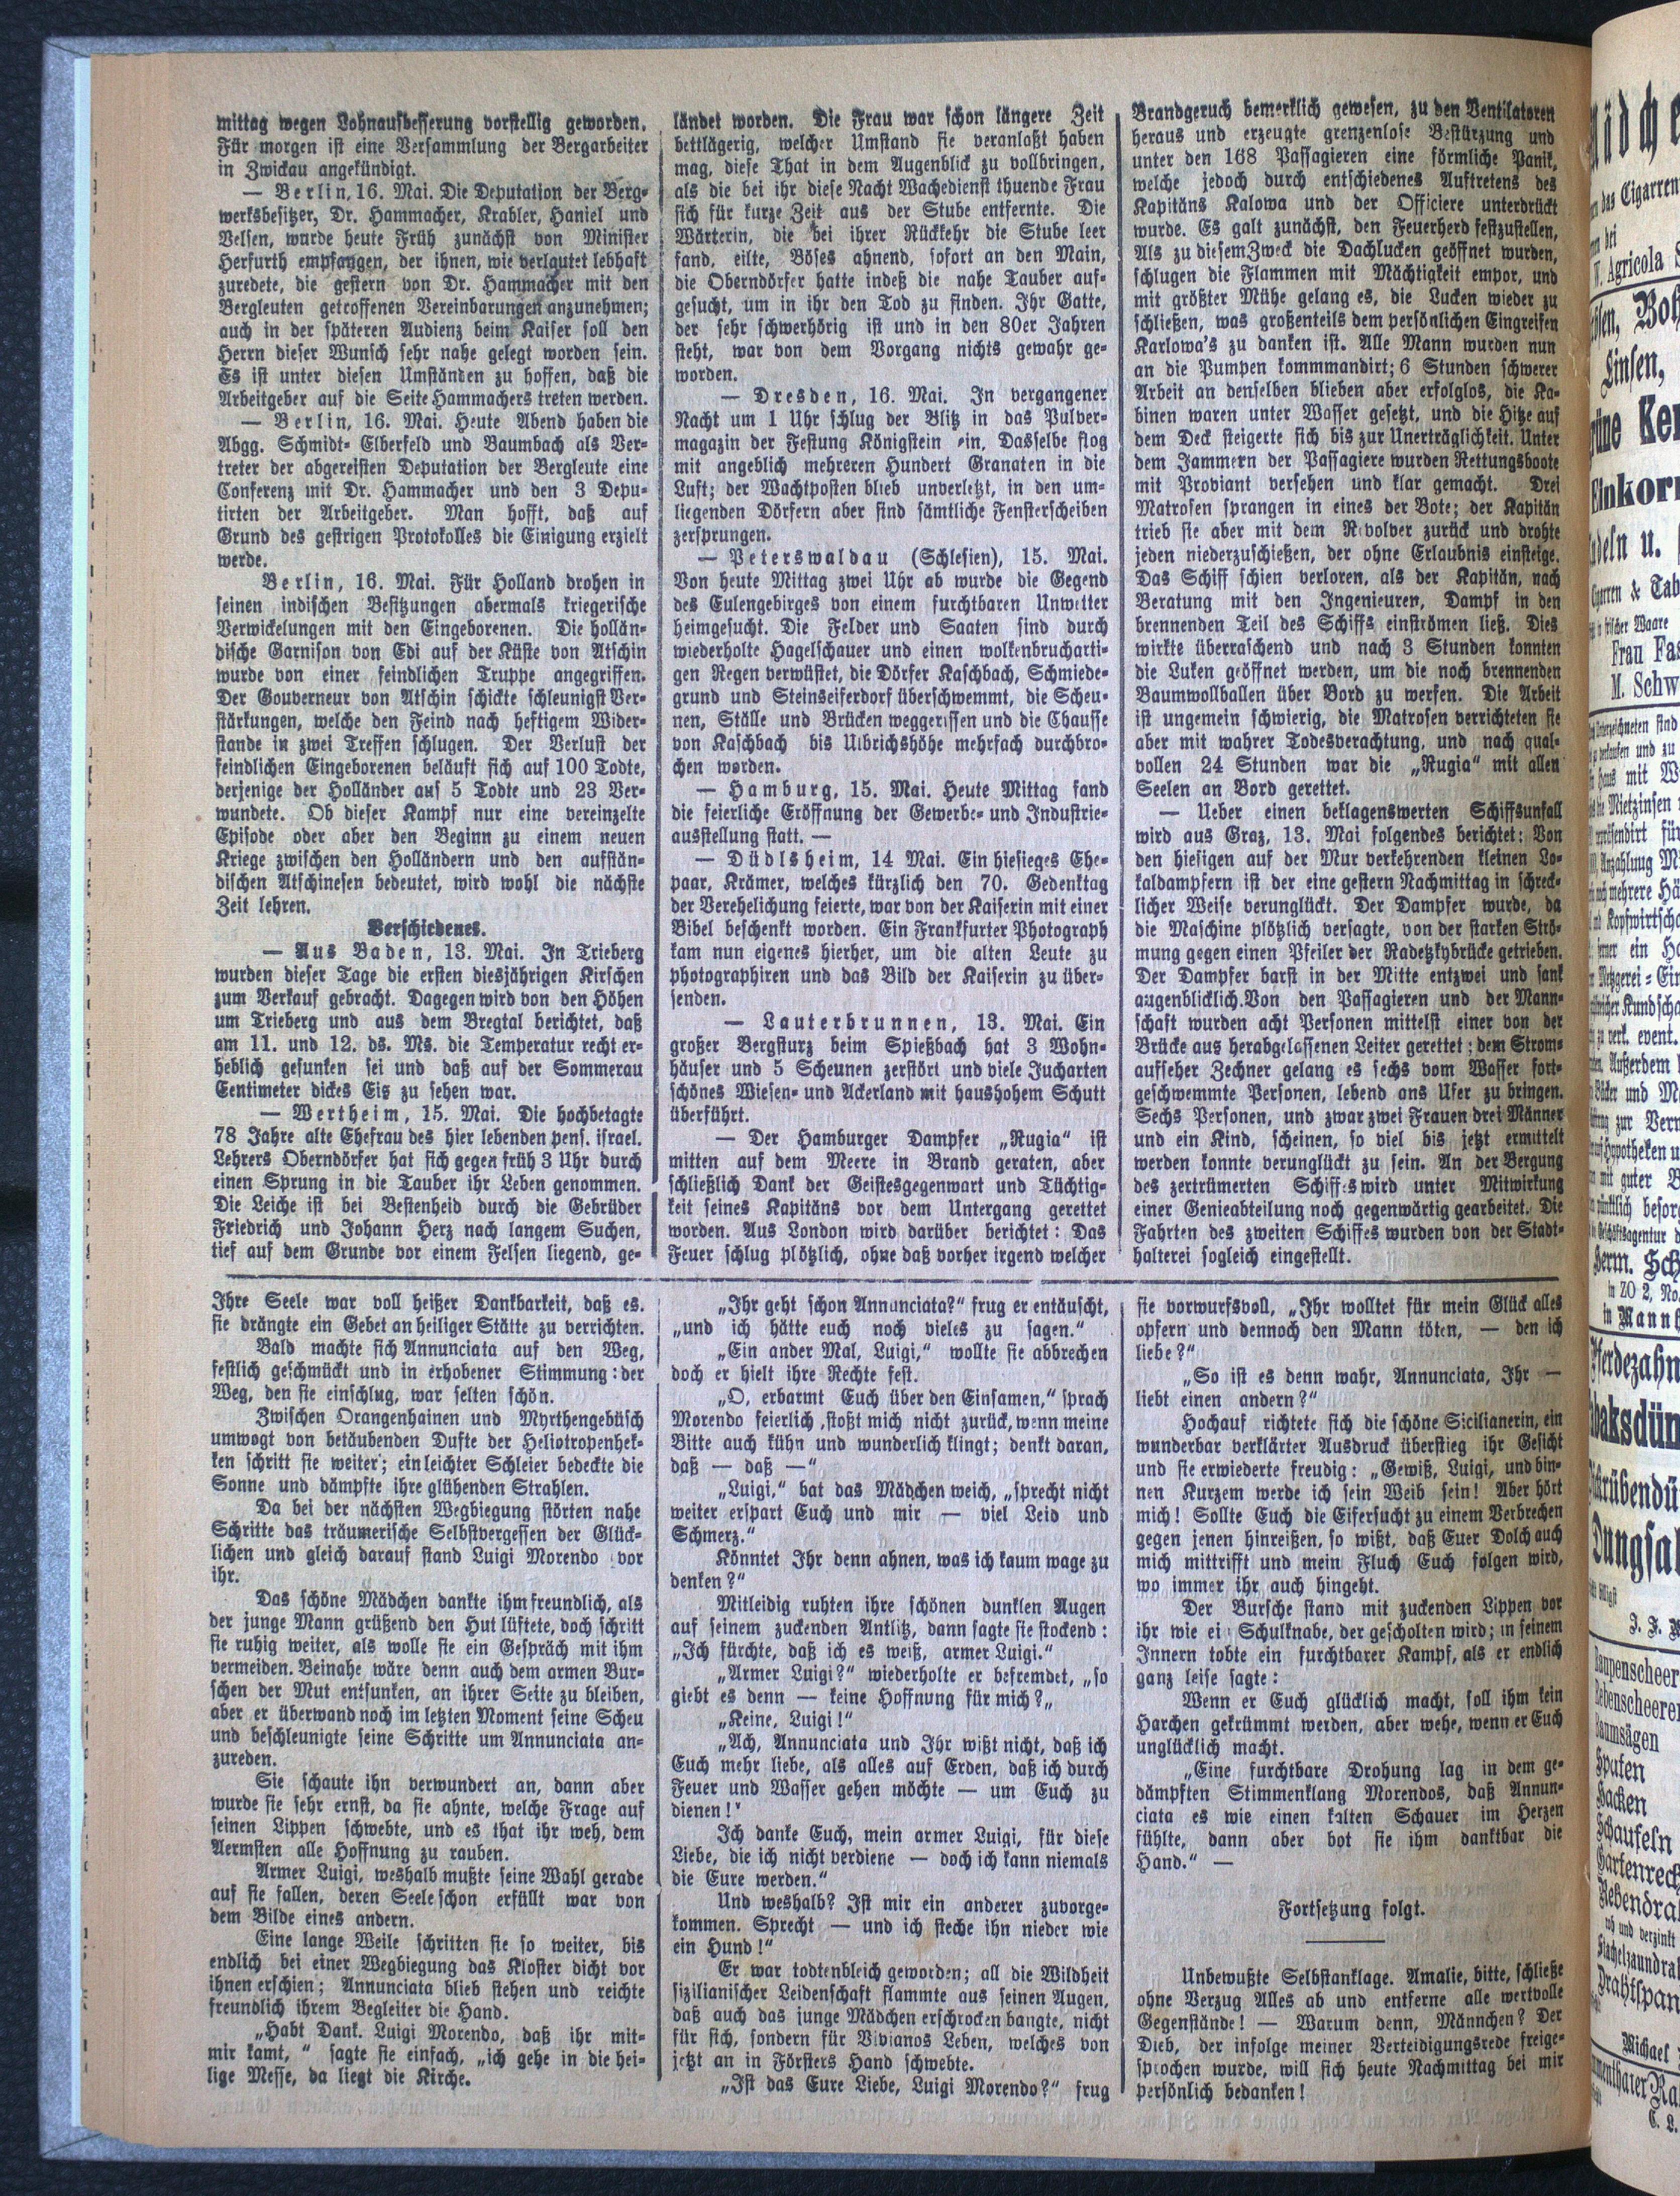 mittag wegen Lohnaufbesserung vorstellig geworden.
Für morgen ist eine Versammlung der Bergarbeiter
in Zwickau angekündigt.
— Berlin, 16. Mai. Die Deputation der Berg-
werksbesitzer, Dr. Hammacher, Krabler, Haniel und
Velsen, wurde heute Früh zunächst von Minister
Herfurth empfangen, der ihnen, wie verlautet lebhaft
zuredete, die gestern von Dr. Hammacher mit den
Bergleuten getroffenen Vereinbarungen anzunehmen;
auch in der späteren Audienz beim Kaiser soll den
Herrn dieser Wunsch sehr nahe gelegt worden sein.
Es ist unter diesen Umständen zu hoffen, daß die
Arbeitgeber auf die Seite Hammachers treten werden.
— Berlin, 16. Mai. Heute Abend haben die
Abgg. Schmidt- Elberfeld und Baumbach als Ver-
treter der abgereisten Deputation der Bergleute eine
Conferenz mit Dr. Hammacher und den 3 Depu-
tirten der Arbeitgeber. Man hofft, daß auf
Grund des gestrigen Protokolles die Einigung erzielt
werde.
Berlin, 16. Mai. Für Holland drohen in
seinen indischen Besitzungen abermals kriegerische
Verwickelungen mit den Eingeborenen. Die hollän-
dische Garnison von Edi auf der Küste von Atschin
wurde von einer feindlichen Truppe angegriffen.
Der Gouverneur von Atschin schickte schleunigst Ver-
stärkungen, welche den Feind nach heftigem Wider-
stande in zwei Treffen schlugen. Der Verlust der
feindlichen Eingeborenen beläuft sich auf 100 Todte,
derjenige der Holländer auf 5 Todte und 23 Ver-
wundete. Ob dieser Kampf nur eine vereinzelte
Episode oder aber den Beginn zu einem neuen
Kriege zwischen den Holländern und den aufstän-
dischen Atschinesen bedeutet, wird wohl die nächste
Zeit lehren.
Verschiedenes.
— Aus Baden, 13. Mai. In Trieberg
wurden dieser Tage die ersten diesjährigen Kirschen
zum Verkauf gebracht. Dagegen wird von den Höhen
um Trieberg und aus dem Bregtal berichtet, daß
am 11. und 12. ds. Ms. die Temperatur recht er-
heblich gesunken sei und daß auf der Sommerau
Centimeter dickes Eis zu sehen war.
— Wertheim, 15. Mai. Die hochbetagte
78 Jahre alte Ehefrau des hier lebenden pens. israel.
Lehrers Oberndörfer hat sich gegen früh 3 Uhr durch
einen Sprung in die Tauber ihr Leben genommen.
Die Leiche ist bei Bestenheid durch die Gebrüder
Friedrich und Johann Herz nach langem Suchen,
tief auf dem Grunde vor einem Felsen liegend, ge-
ländet worden. Die Frau war schon längere Zeit
bettlägerig, welcher Umstand sie veranlaßt haben
mag, diese That in dem Augenblick zu vollbringen,
als die bei ihr diese Nacht Wachedienst thuende Frau
sich für kurze Zeit aus der Stube entfernte. Die
Wärterin, die bei ihrer Rückkehr die Stube leer
fand, eilte, Böses ahnend, sofort an den Main,
die Oberndörfer hatte indeß die nahe Tauber auf-
gesucht, um in ihr den Tod zu finden. Ihr Gatte,
der sehr schwerhörig ist und in den 80er Jahren
steht, war von dem Vorgang nichts gewahr ge-
worden.
— Dresden, 16. Mai. In vergangener
Nacht um 1 Uhr schlug der Blitz in das Pulver-
magazin der Festung Königstein ein, Dasselbe flog
mit angeblich mehreren Hundert Granaten in die
Luft; der Wachtposten blieb unverletzt, in den um-
liegenden Dörfern aber sind sämtliche Fensterscheiben
zersprungen.
— Peterswaldau (Schlesien), 15. Mai.
Von heute Mittag zwei Uhr ab wurde die Gegend
des Eulengebirges von einem furchtbaren Unwetter
heimgesucht. Die Felder und Saaten sind durch
wiederholte Hagelschauer und einen wolkenbrucharti-
gen Regen verwüstet, die Dörfer Kaschbach, Schmiede-
grund und Steinseifersdorf überschwemmt, die Scheu-
nen, Ställe und Brücken weggerissen und die Chausse
von Kaschbach bis Ulbrichshöhe mehrfach durchbro-
chen worden.
— Hamburg, 15. Mai. Heute Mittag fand
die feierliche Eröffnung der Gewerbe- und Industrie-
ausstellung statt. —
— Düdlsheim, 14 Mai. Ein hiesieges Ehe-
paar, Krämer, welches kürzlich den 70. Gedenktag
der Verehelichung feierte, war von der Kaiserin mit einer
Bibel beschenkt worden. Ein Frankfurter Photograph
kam nun eigenes hierher, um die alten Leute zu
photographiren und das Bild der Kaiserin zu über-
senden.
— Lauterbrunnen, 13. Mai. Ein
großer Bergsturz beim Spießbach hat 3 Wohn-
häuser und 5 Scheunen zerstört und viele Jucharten
schönes Wiesen- und Ackerland mit haushohem Schutt
überführt.
— Der Hamburger Dampfer „Rugia“ ist
mitten auf dem Meere in Brand geraten, aber
schließlich Dank der Geistesgegenwart und Tüchtig-
keit seines Kapitäns vor dem Untergang gerettet
worden. Aus London wird darüber berichtet: Das
Feuer schlug plötzlich, ohne daß vorher irgend welcher
Brandgeruch bemerklich gewesen, zu den Ventilatoren
heraus und erzeugte grenzenlose Bestürzung und
unter den 168 Passagieren eine förmliche Panik,
welche jedoch durch entschiedenes Auftretens des
Kapitäns Kalowa und der Officiere unterdrückt
wurde. Es galt zunächst, den Feuerherd festzustellen,
Als zu diesem Zweck die Dachlucken geöffnet wurden,
schlugen die Flammen mit Mächtigkeit empor, und
mit größter Mühe gelang es, die Lucken wieder zu
schließen, was großenteils dem persönlichen Eingreifen
Karlowa's zu danken ist. Alle Mann wurden nun
an die Pumpen kommmandirt; 6 Stunden schwerer
Arbeit an denselben blieben aber erfolglos, die Ka-
binen waren unter Wasser gesetzt, und die Hitze auf
dem Deck steigerte sich bis zur Unerträglichkeit. Unter
dem Jammern der Passagiere wurden Rettungsboote
mit Proviant versehen und klar gemacht. Drei
Matrosen sprangen in eines der Bote; der Kapitän
trieb sie aber mit dem Revolver zurück und drohte
jeden niederzuschießen, der ohne Erlaubnis einsteige.
Das Schiff schien verloren, als der Kapitän, nach
Beratung mit den Ingenieuren, Dampf in den
brennenden Teil des Schiffs einströmen ließ. Dies
wirkte überraschend und nach 3 Stunden konnten
die Luken geöffnet werden, um die noch brennenden
Baumwollballen über Bord zu werfen. Die Arbeit
ist ungemein schwierig, die Matrosen verrichteten sie
aber mit wahrer Todesverachtung, und nach qual-
vollen 24 Stunden war die „Rugia“ mit allen
Seelen an Bord gerettet.
— Ueber einen beklagenswerten Schiffsunfall
wird aus Graz, 13. Mai folgendes berichtet: Von
den hiesigen auf der Mur verkehrenden kleinen Lo-
kaldampfern ist der eine gestern Nachmittag in schreck-
licher Weise verunglückt. Der Dampfer wurde, da
die Maschine plötzlich versagte, von der starken Strö-
mung gegen einen Pfeiler der Radetzkybrücke getrieben.
Der Dampfer barst in der Mitte entzwei und sank
augenblicklich. Von den Passagieren und der Mann-
schaft wurden acht Personen mittelst einer von der
Brücke aus herabgelassenen Leiter gerettet; dem Strom-
aufseher Zechner gelang es sechs vom Wasser fort-
geschwemmte Personen, lebend ans Ufer zu bringen.
Sechs Personen, und zwar zwei Frauen drei Männer
und ein Kind, scheinen, so viel bis jetzt ermittelt
werden konnte verunglückt zu sein. An der Bergung
des zertrümerten Schiffes wird unter Mitwirkung
einer Genieabteilung noch gegenwärtig gearbeitet. Die
Fahrten des zweiten Schiffes wurden von der Stadt-
halterei sogleich eingestellt.
Ihre Seele war voll heißer Dankbarkeit, daß es.
sie drängte ein Gebet an heiliger Stätte zu verrichten.
Bald machte sich Annunciata auf den Weg,
festlich geschmückt und in erhobener Stimmung: der
Weg, den sie einschlug, war selten schön.
Zwischen Orangenhainen und Myrthengebüsch
umwogt von betäubenden Dufte der Heliotropenhek-
ken schritt sie weiter; ein leichter Schleier bedeckte die
Sonne und dämpfte ihre glühenden Strahlen.
Da bei der nächsten Wegbiegung störten nahe
Schritte das träumerische Selbstvergessen der Glück-
lichen und gleich darauf stand Luigi Morendo vor
ihr.
Das schöne Mädchen dankte ihm freundlich, als
der junge Mann grüßend den Hut lüftete, doch schritt
sie ruhig weiter, als wolle sie ein Gespräch mit ihm
vermeiden. Beinahe wäre denn auch dem armen Bur-
schen der Mut entsunken, an ihrer Seite zu bleiben,
aber er überwand noch im letzten Moment seine Scheu
und beschleunigte seine Schritte um Annunciata an-
zureden.
Sie schaute ihn verwundert an, dann aber
wurde sie sehr ernst, da sie ahnte, welche Frage auf
seinen Lippen schwebte, und es that ihr weh, dem
Aermsten alle Hoffnung zu rauben.
Armer Luigi, weshalb mußte seine Wahl gerade
auf sie fallen, deren Seele schon erfüllt war von
dem Bilde eines andern.
Eine lange Weile schritten sie so weiter, bis
endlich bei einer Wegbiegung das Kloster dicht vor
ihnen erschien; Annunciata blieb stehen und reichte
freundlich ihrem Begleiter die Hand.
„Habt Dank. Luigi Morendo, daß ihr mit-
mir kamt, “ sagte sie einfach, „ich gehe in die hei-
lige Messe, da liegt die Kirche.
„Ihr geht schon Annunciata?“ frug er entäuscht,
„und ich hätte euch noch vieles zu sagen.“
„Ein ander Mal, Luigi,“ wollte sie abbrechen
doch er hielt ihre Rechte fest.
„O, erbarmt Euch über den Einsamen,“ sprach
Morendo feierlich „stoßt mich nicht zurück, wenn meine
Bitte auch kühn und wunderlich klingt; denkt daran,
daß — daß —“
„Luigi,“ bat das Mädchen weich, „sprecht nicht
weiter erspart Euch und mir — viel Leid und
Schmerz.“
Könntet Ihr denn ahnen, was ich kaum wage zu
denken?“
Mitleidig ruhten ihre schönen dunklen Augen
auf seinem zuckenden Antlitz, dann sagte sie stockend:
„Ich fürchte, daß ich es weiß, armer Luigi.“
„Armer Luigi?“ wiederholte er befremdet, „so
giebt es denn — keine Hoffnung für mich?„
„Keine, Luigi!“
„Ach, Annunciata und Ihr wißt nicht, daß ich
Euch mehr liebe, als alles auf Erden, daß ich durch
Feuer und Wasser gehen möchte — um Euch zu
dienen!“
Ich danke Euch, mein armer Luigi, für diese
Liebe, die ich nicht verdiene — doch ich kann niemals
die Eure werden.“
Und weshalb? Ist mir ein anderer zuvorge-
kommen. Sprecht — und ich steche ihn nieder wie
ein Hund!“
Er war todtenbleich geworden; all die Wildheit
sizilianischer Leidenschaft flammte aus seinen Augen,
daß auch das junge Mädchen erschrocken bangte, nicht
für sich, sondern für Vivianos Leben, welches von
jetzt an in Försters Hand schwebte.
„Ist das Eure Liebe, Luigi Morendo?“ frug
sie vorwurfsvoll, „Ihr wolltet für mein Glück alles
opfern und dennoch den Mann töten, — den ich
liebe?“
„So ist es denn wahr, Annunciata, Ihr —
liebt einen andern?“
Hochauf richtete sich die schöne Sicilianerin, ein
wunderbar verklärter Ausdruck überstieg ihr Gesicht
und sie erwiederte freudig: „Gewiß, Luigi, und bin-
nen Kurzem werde ich sein Weib sein! Aber hört
mich! Sollte Euch die Eifersucht zu einem Verbrechen
gegen jenen hinreißen, so wißt, daß Euer Dolch auch
mich mittrifft und mein Fluch Euch folgen wird,
wo immer ihr auch hingeht.
Der Bursche stand mit zuckenden Lippen vor
ihr wie ei Schulknabe, der gescholten wird; in seinem
Innern tobte ein furchtbarer Kampf, als er endlich
ganz leise sagte:
Wenn er Euch glücklich macht, soll ihm kein
Harchen gekrümmt werden, aber wehe, wenn er Euch
unglücklich macht.
„Eine furchtbare Drohung lag in dem ge-
dämpften Stimmenklang Morendos, daß Annun-
ciata es wie einen kalten Schauer im Herzen
fühlte, dann aber bot sie ihm danktbar die
Hand.“ —
Fortsetzung folgt.
Unbewußte Selbstanklage. Amalie, bitte, schließe
ohne Verzug Alles ab und entferne alle wertvolle
Gegenstände! — Warum denn, Männchen? Der
Dieb, der infolge meiner Verteidigungsrede freige-
sprochen wurde, will sich heute Nachmittag bei mir
persönlich bedanken!
das Cigarren
W. Agricola
Linsen,
Einkorn
Frau
M. Schw
Herm. Sch
in Mannh
Pferdezahn
Raupenscheer
Rebenscheeren
Baumsägen
Spaten
Hacken
Schaufeln
Gartenrech
Rebendra
und verzinkt
Stachelzaundra
Drahtspan
Michael